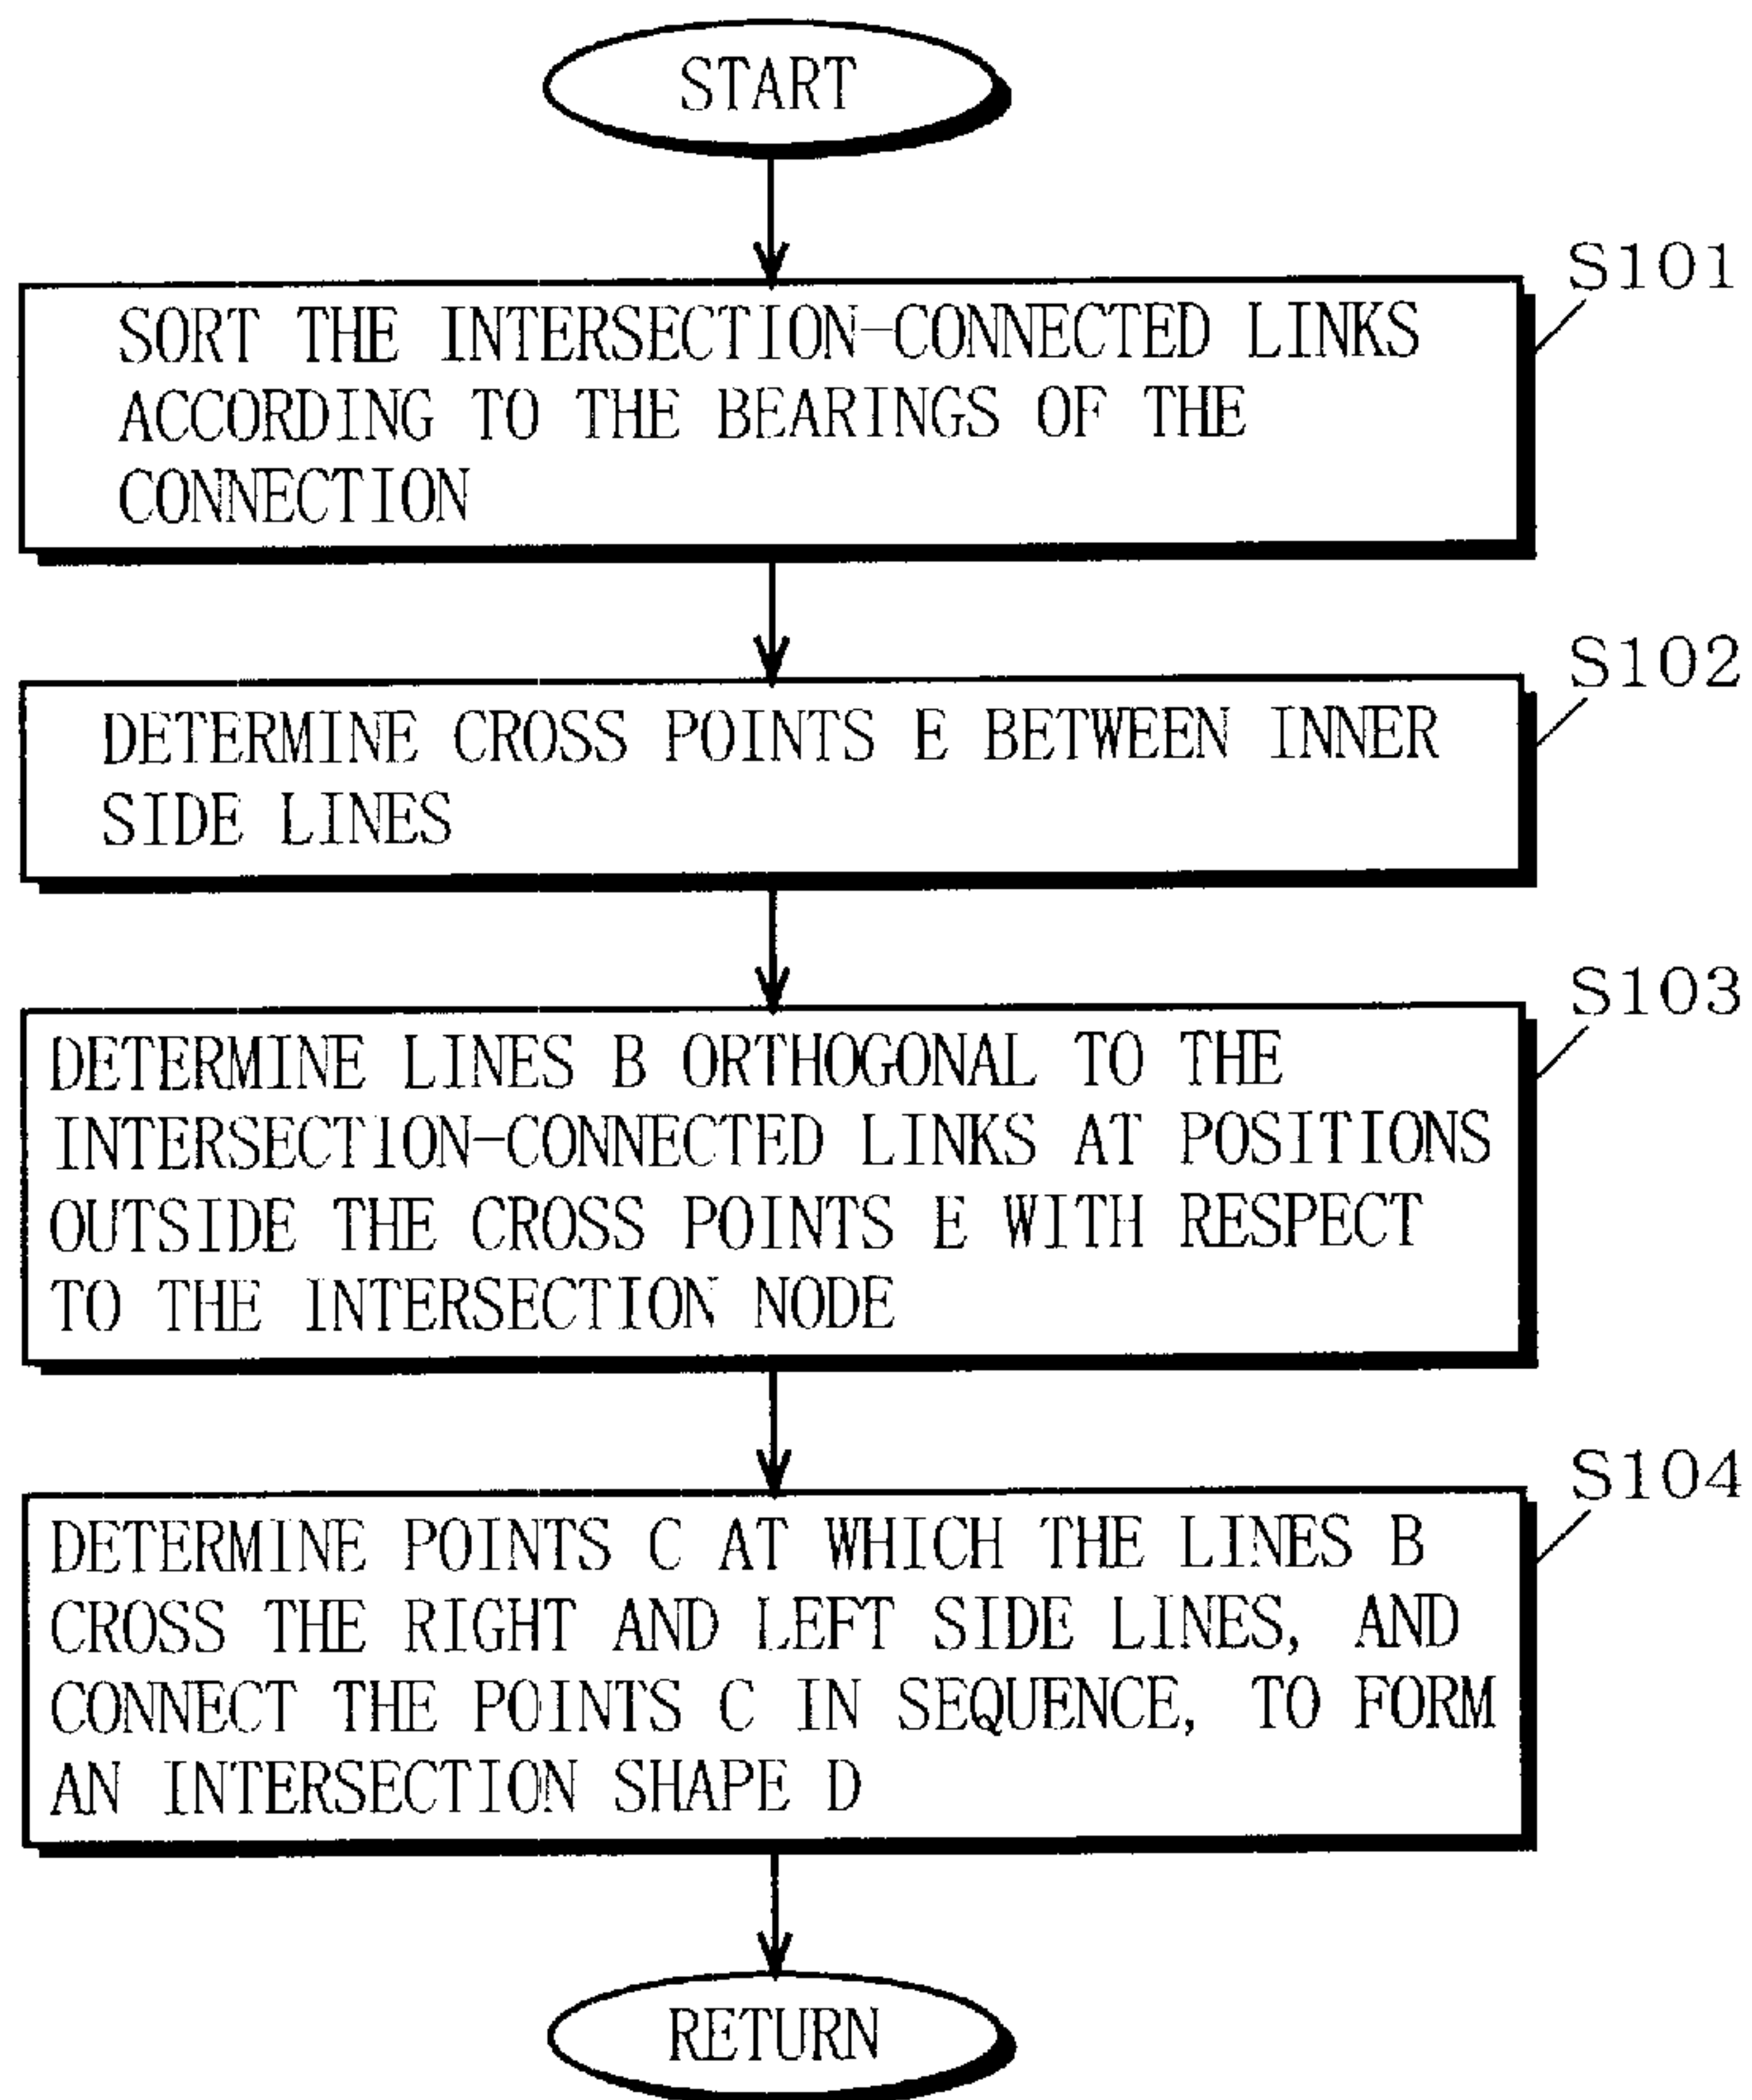 START
S101
SORT THE INTERSECTION-CONNECTED LINKS
ACCORDING TO THE BEARINGS OF THE
CONNECTION
S102
DETERMINE CROSS POINTS E BETWEEN INNER
SIDE LINES
S103
DETERMINE LINES B ORTHOGONAL TO THE
INTERSECTION-CONNECTED LINKS AT POSITIONS
OUTSIDE THE CROSS POINTS E WITH RESPECT
TO THE INTERSECTION NODE
S104
DETERMINE POINTS C AT WHICH THE LINES B
CROSS THE RIGHT AND LEFT SIDE LINES, AND
CONNECT THE POINTS C IN SEQUENCE, TO FORM
AN INTERSECTION SHAPE D
RETURN